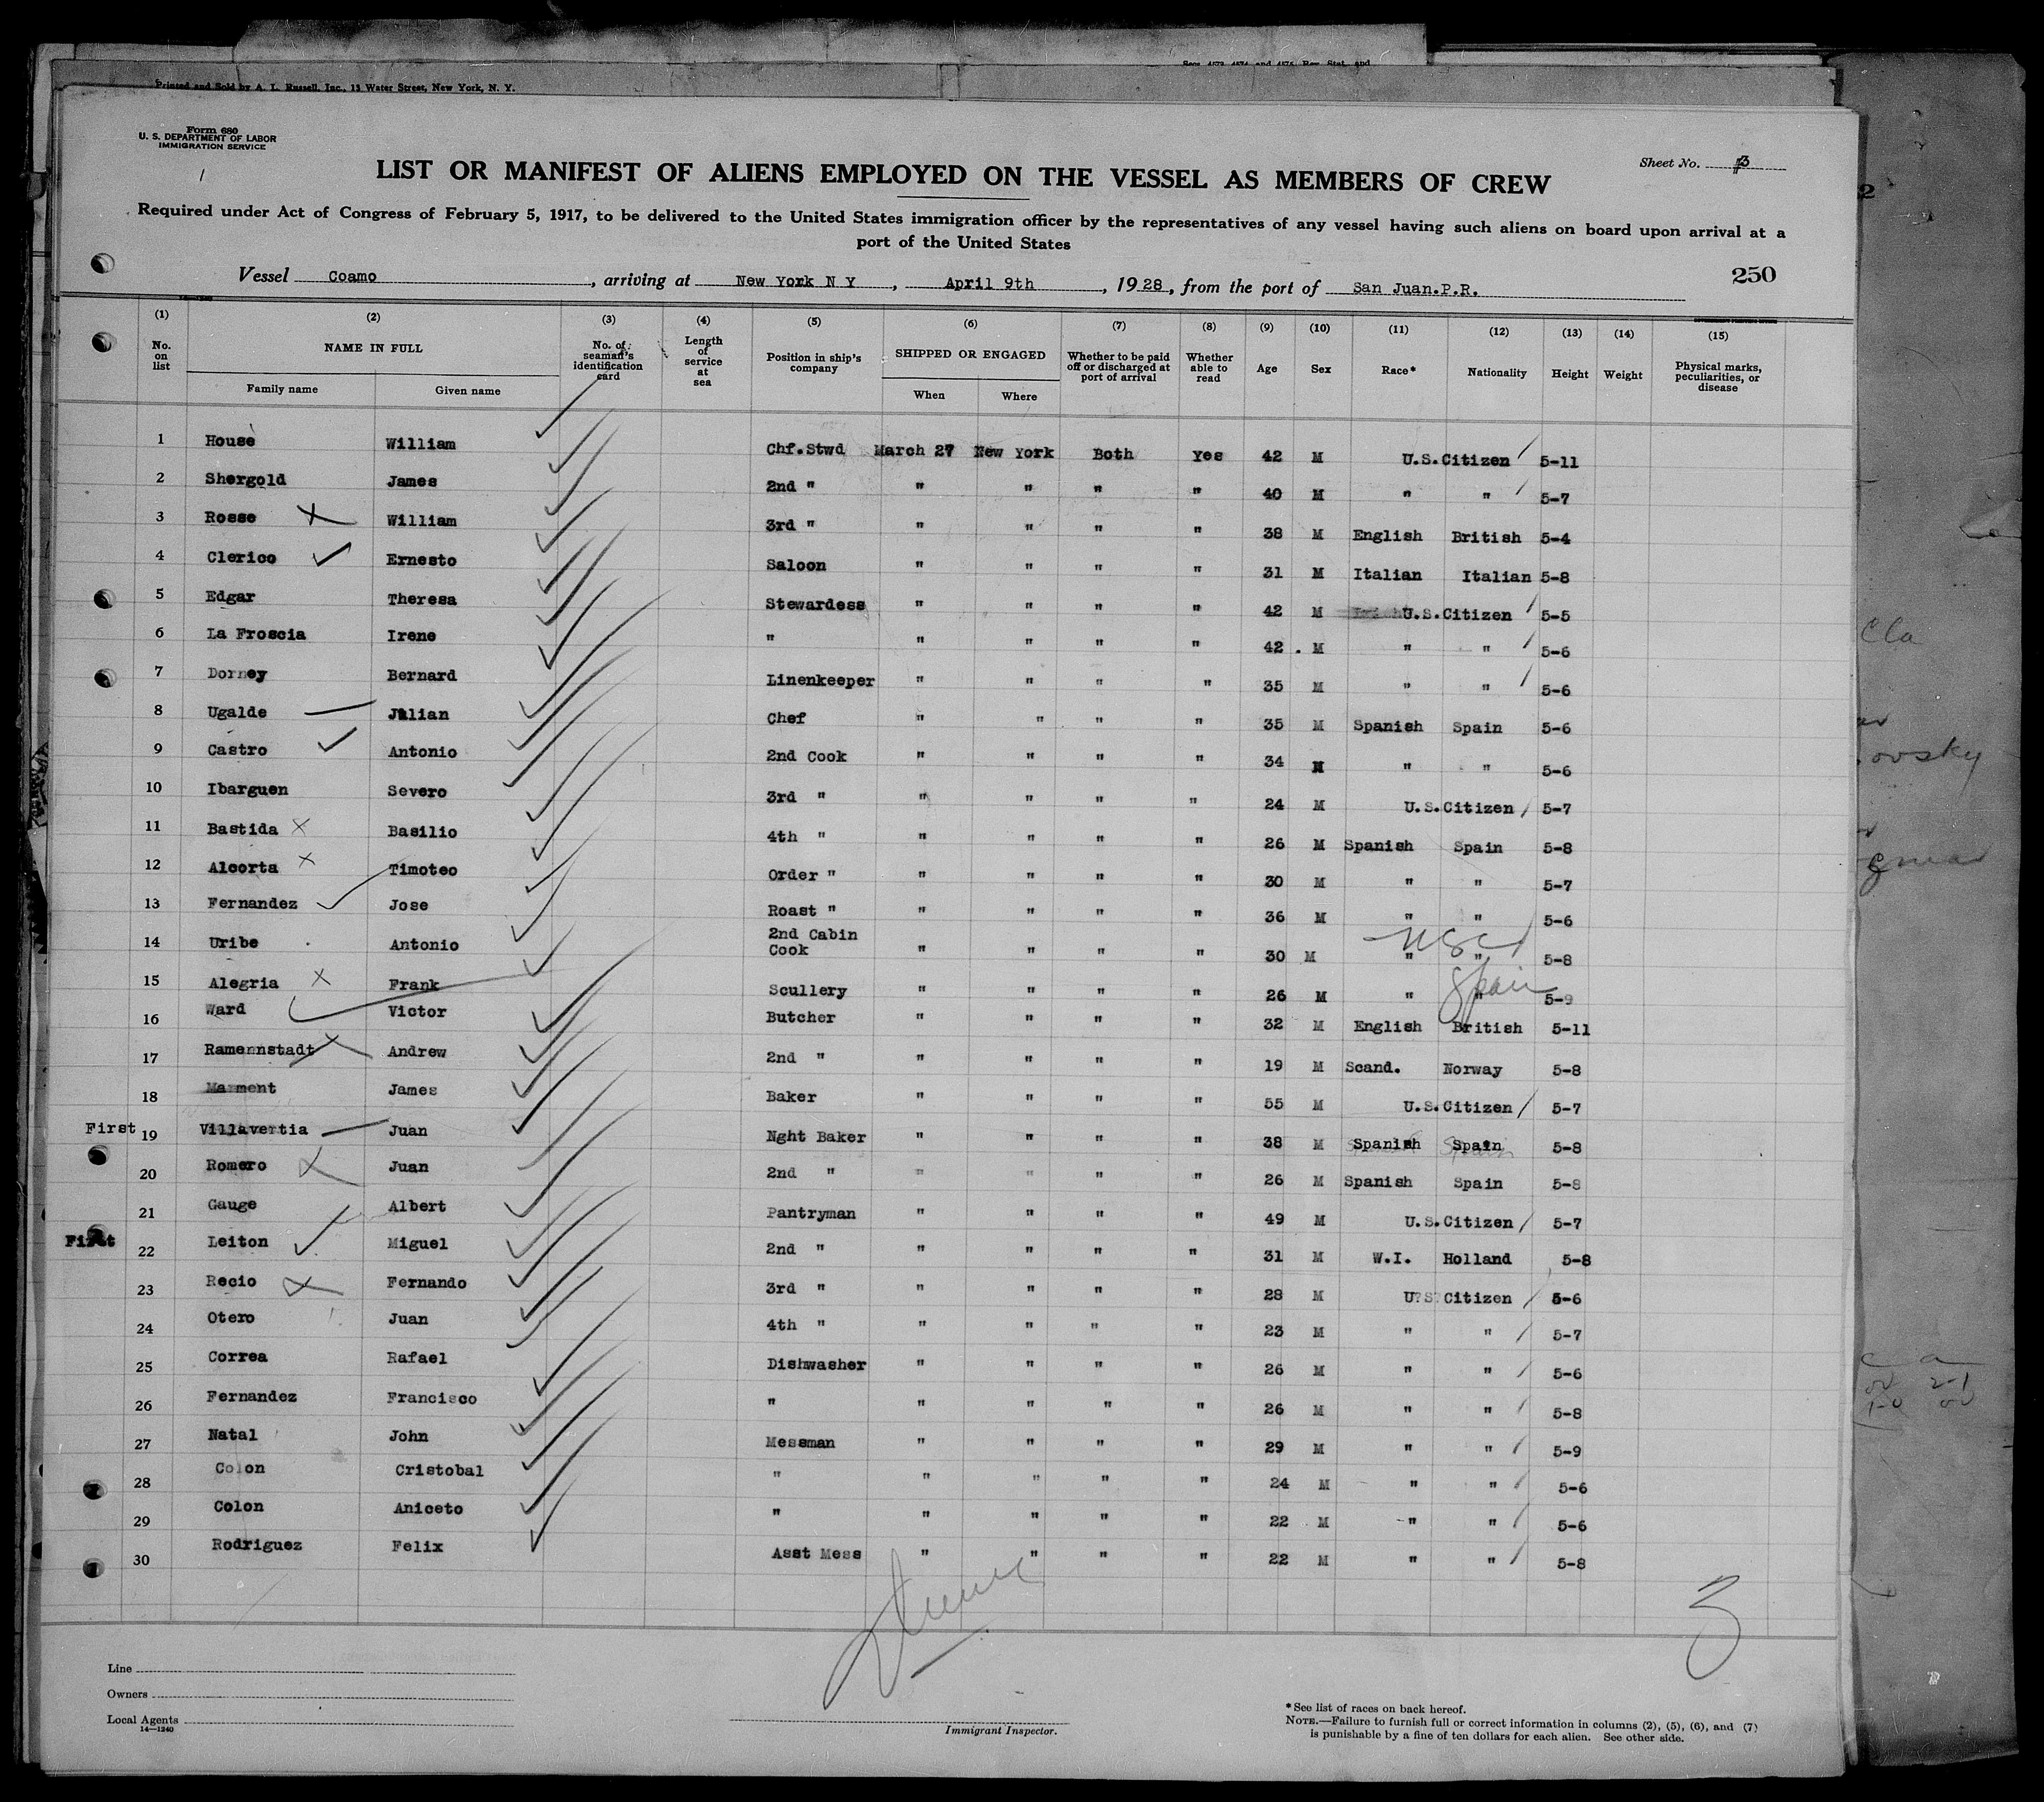 Secs. 4573, 4574 and 4575, Rev. Stat. and
Printed and Sold by A. L. Russell, Inc., 15 Water Street, New York, N. Y.
Form 680
U. S. DEPARTMENT OF LABOR
IMMIGRATION SERVICE
Sheet No. 3
LIST OR MANIFEST OF ALIENS EMPLOYED ON THE VESSEL AS MEMBERS OF CREW
Required under Act of Congress of February 5, 1917, to be delivered to the United States immigration officer by the representatives of any vessel having such aliens on board upon arrival at a
port of the United States
Vessel Coamo, arriving at New York N Y, April 9th, 1928, from the port of San Juan.P.R.
250
(1) (2) (3) (4) (5) (6) (7) (8) (9) (10) (11) (12) (13) (14) (15)
No. on list NAME IN FULL Family name Given name No. of seaman's identification card Length of service at sea Position in ship's company SHIPPED OR ENGAGED When Where Whether to be paid off or discharged at port of arrival Whether able to read Age Sex Race* Nationality Height Weight Physical marks, peculiarities, or disease
1 House William Chf.Stwd March 27 New York Both Yes 42 M U.S.Citizen 5-11
2 Shergold James 2nd " " " " " 40 M " " 5-7
3 Rosse William 3rd " " " " " 38 M English British 5-4
4 Clerico Ernesto Saloon " " " " 31 M Italian Italian 5-8
5 Edgar Theresa Stewardess " " " " 42 M U.S.Citizen 5-5
6 La Froscia Irene " " " " " 42 . M " " 5-6
7 Dorney Bernard Linenkeeper " " " " 35 M " " 5-6
8 Ugalde Julian Chef " " " " 35 M Spanish Spain 5-6
9 Castro Antonio 2nd Cook " " " " 34 M " " 5-6
10 Ibarguen Severo 3rd " " " " " 24 M U.S.Citizen 5-7
11 Bastida Basilio 4th " " " " " 26 M Spanish Spain 5-8
12 Alcorta Timoteo Order " " " " " 30 M " " 5-7
13 Fernandez Jose Roast " " " " " 36 M " " 5-6
14 Uribe Antonio 2nd Cabin Cook " " " " 30 M " " USC 5-8
15 Alegria Frank Scullery " " " " 26 M " " Spain 5-9
16 Ward Victor Butcher " " " " 32 M English British 5-11
17 Ramennstadt Andrew 2nd " " " " " 19 M Scand. Norway 5-8
18 Marment James Baker " " " " 55 M U.S.Citizen 5-7
First 19 Villavertia Juan Nght Baker " " " " 38 M Spanish Spain 5-8
20 Romero Juan 2nd " " " " " 26 M Spanish Spain 5-8
21 Gauge Albert Pantryman " " " " 49 M U.S.Citizen 5-7
First 22 Leiton Miguel 2nd " " " " " 31 M W.I. Holland 5-8
23 Recio Fernando 3rd " " " " " 28 M U.S.Citizen 5-6
24 Otero Juan 4th " " " " " 23 M " " 5-7
25 Correa Rafael Dishwasher " " " " 26 M " " 5-6
26 Fernandez Francisco " " " " " 26 M " " 5-8
27 Natal John Messman " " " " 29 M " " 5-9
28 Colon Cristobal " " " " " 24 M " " 5-6
29 Colon Aniceto " " " " " 22 M " " 5-6
30 Rodriguez Felix Asst Mess " " " " 22 M " " 5-8
3
Line
Owners
Local Agents
14—1240
Immigrant Inspector.
*See list of races on back hereof.
NOTE.—Failure to furnish full or correct information in columns (2), (5), (6), and (7)
is punishable by a fine of ten dollars for each alien. See other side.